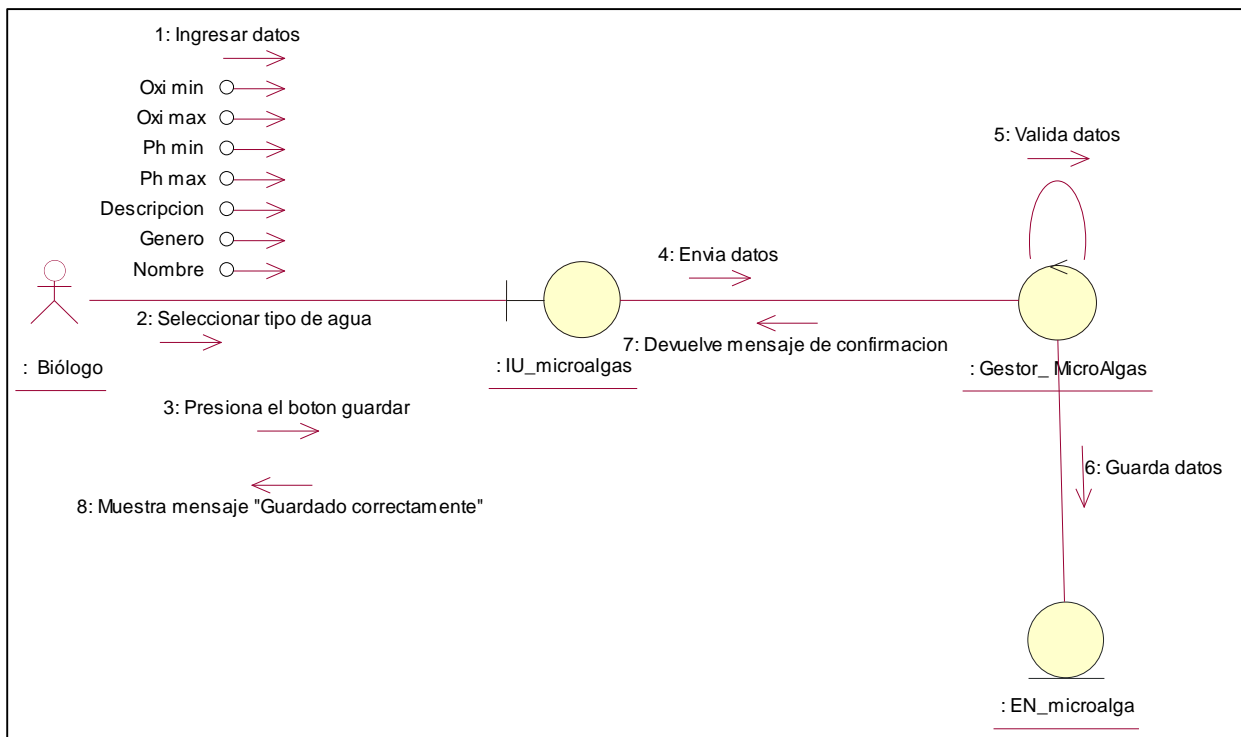 1: Ingresar datos
Oxi min
Oxi max
Ph min
Ph max
Descripcion
Genero
Nombre
2: Seleccionar tipo de agua
: Biólogo
3: Presiona el boton guardar
8: Muestra mensaje "Guardado correctamente"
: IU_microalgas
4: Envia datos
7: Devuelve mensaje de confirmacion
5: Valida datos
: Gestor_ MicroAlgas
6: Guarda datos
: EN_microalga